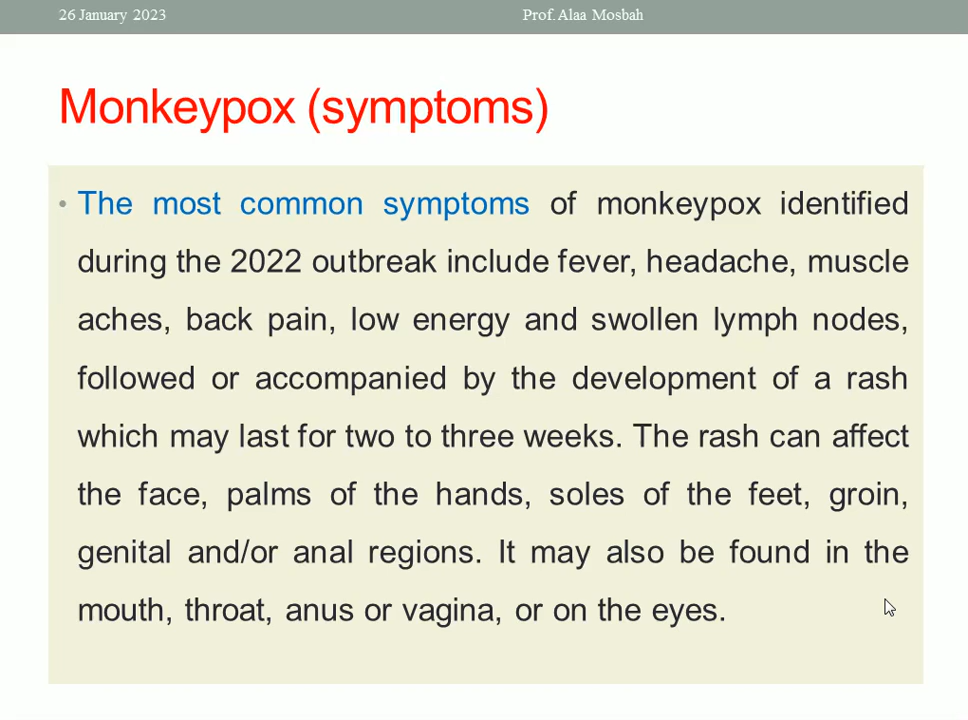 26 January 2023
Prof. Alaa Mosbah
Monkeypox (symptoms)
• The most common symptoms of monkeypox identified
during the 2022 outbreak include fever, headache, muscle
aches, back pain, low energy and swollen lymph nodes,
followed or accompanied by the development of a rash
which may last for two to three weeks. The rash can affect
the face, palms of the hands, soles of the feet, groin,
genital and/or anal regions. It may also be found in the
mouth, throat, anus or vagina, or on the eyes.